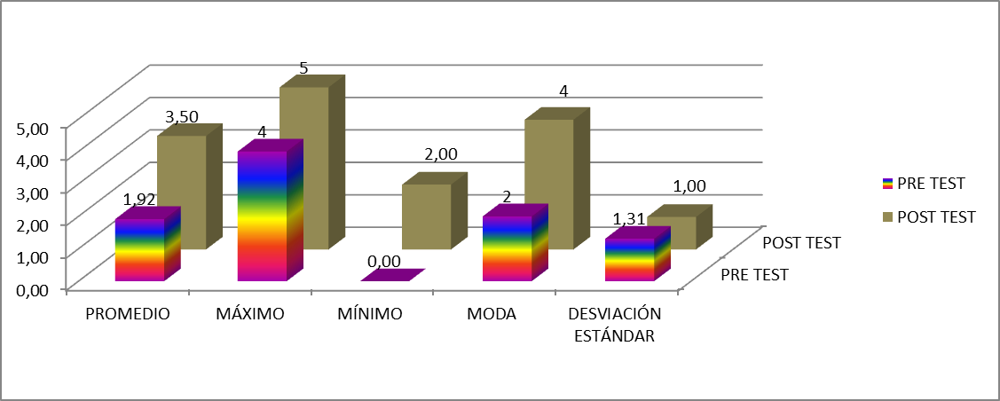 5
4
3,50
4
2,00
1,92
2
1,31
1,00
0,00
5,00
4,00
3,00
2,00
1,00
0,00
PROMEDIO
MÁXIMO
MÍNIMO
MODA
DESVIACIÓN
ESTÁNDAR
PRE TEST
POST TEST
PRE TEST
POST TEST